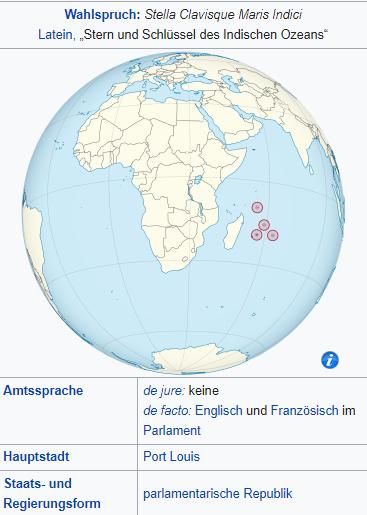 Wahlspruch: Stella Clavisque Maris Indici
Latein, „Stern und Schlüssel des Indischen Ozeans“
i
Amtssprache
de jure: keine
de facto: Englisch und Französisch im
Parlament
Hauptstadt
Port Louis
Staats- und
Regierungsform
parlamentarische Republik